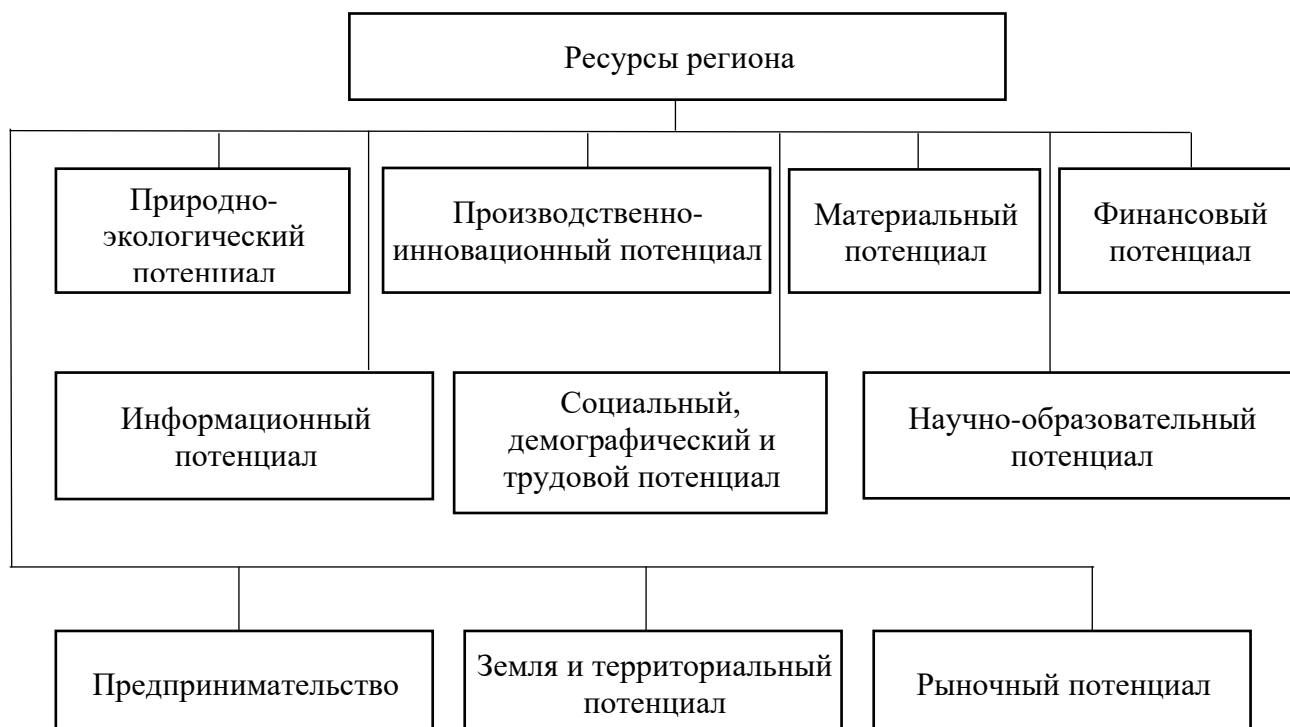 Ресурсы региона
Природно-
экологический
потенциал
Производственно-
инновационный потенциал
Материальный
потенциал
Финансовый
потенциал
Информационный
потенциал
Социальный,
демографический и
трудовой потенциал
Научно-образовательный
потенциал
Предпринимательство
Земля и территориальный
потенциал
Рыночный потенциал